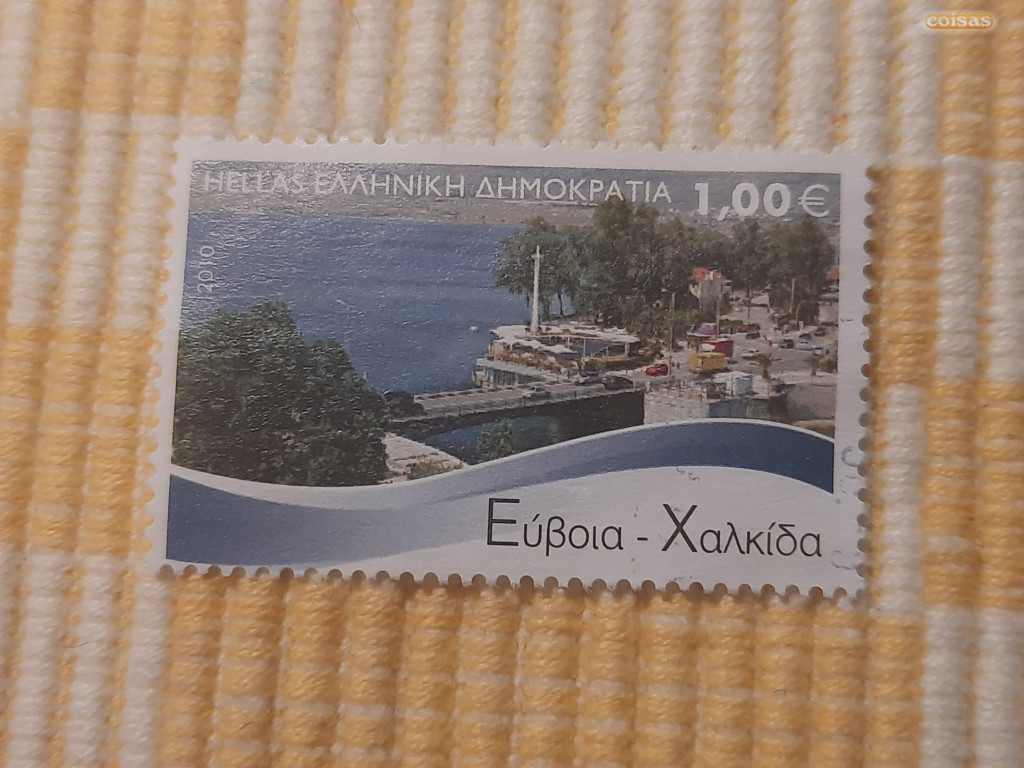 coisas
HELLAS ΕΛΛΗΝΙΚΗ ΔΗΜΟΚΡΑΤΙΑ 1,00€
2010
Εύβοια - Χαλκίδα